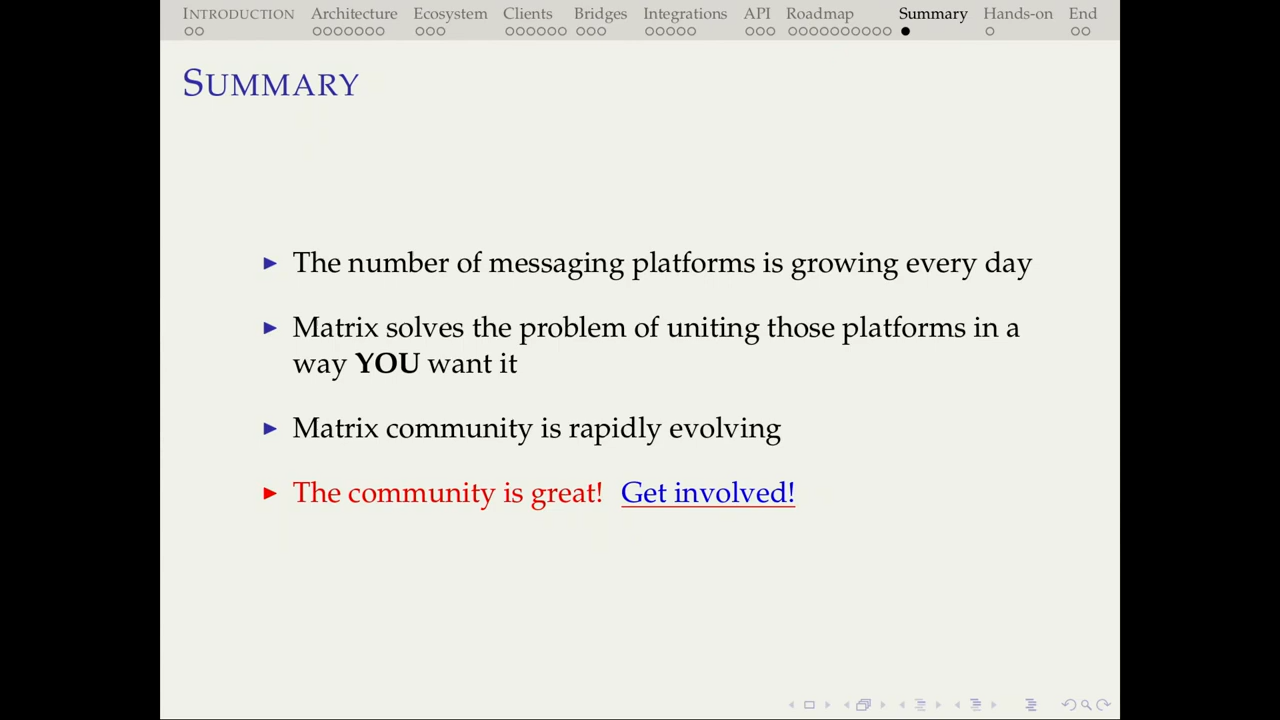 INTRODUCTION Architecture Ecosystem Clients Bridges Integrations API Roadmap Summary Hands-on End
SUMMARY
The number of messaging platforms is growing every day
Matrix solves the problem of uniting those platforms in a
way YOU want it
Matrix community is rapidly evolving
The community is great! Get involved!